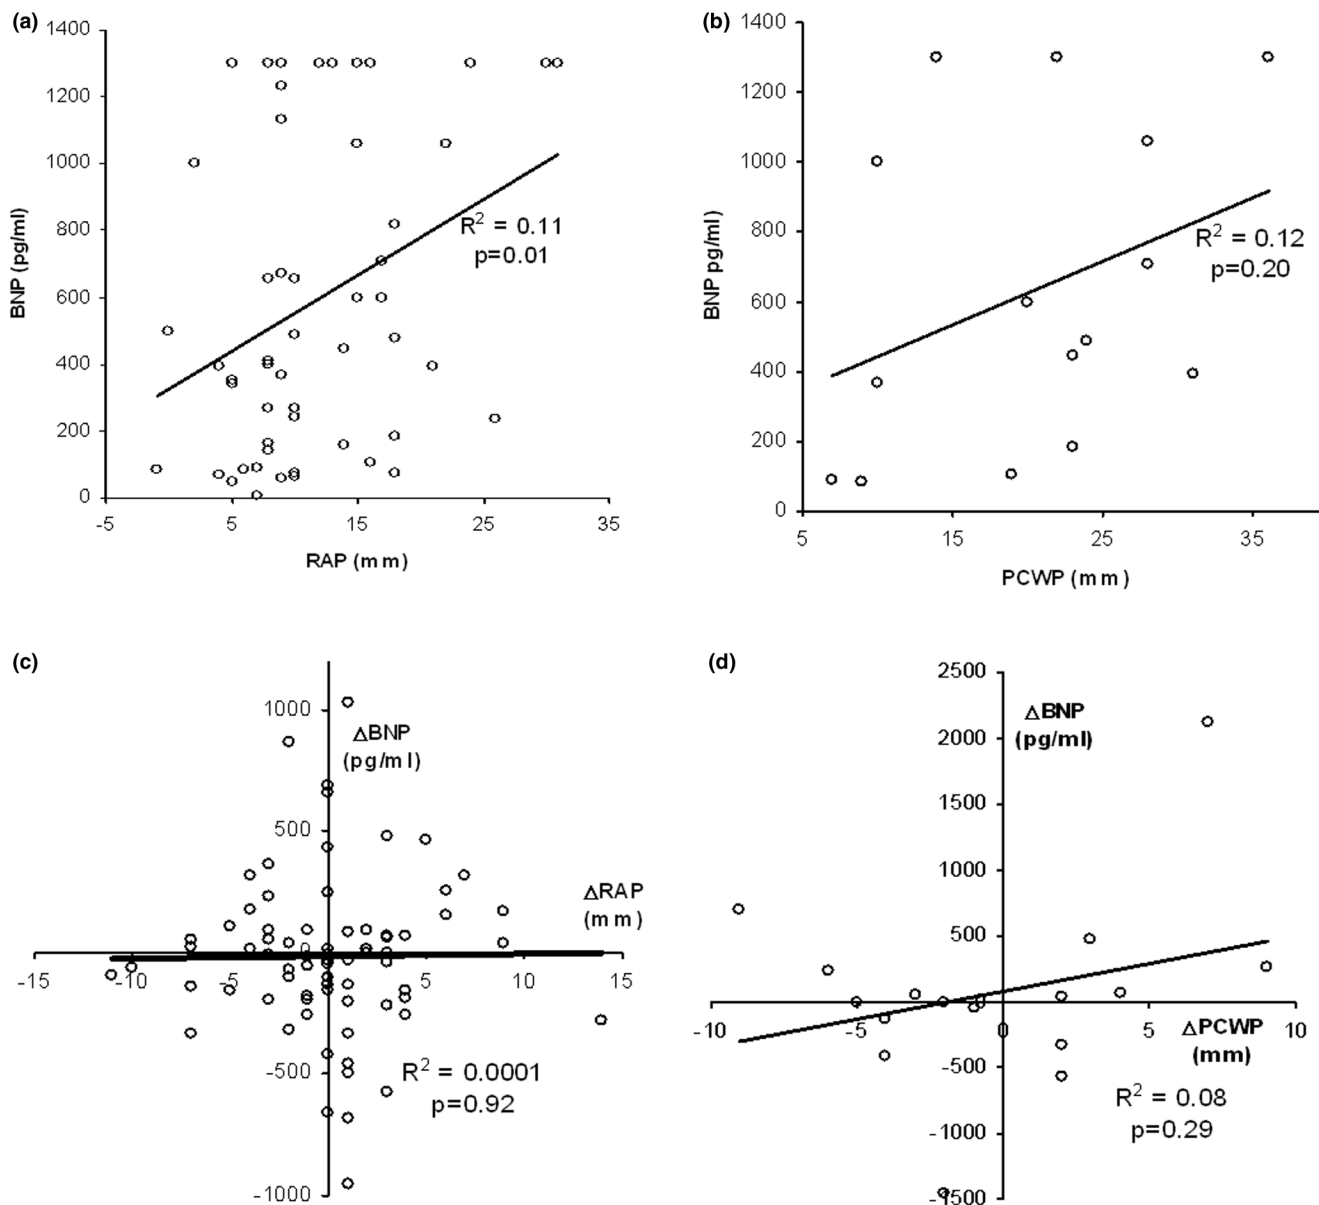 (a)
1400
1200
1000
800
600
400
200
0
-5
5
15
25
35
BNP (pg/ml)
RAP (mm)
R² = 0.11
p=0.01
(b)
1400
1200
1000
800
600
400
200
0
5
15
25
35
BNP pg/ml)
PCWP (mm)
R² = 0.12
p=0.20
(c)
1000
500
0
-500
-1000
-15
-10
-5
5
10
15
ΔBNP
(pg/ml)
ΔRAP
(mm)
R² = 0.0001
p=0.92
(d)
2500
2000
1500
1000
500
0
-500
-1000
-1500
-10
-5
0
5
10
ΔBNP
(pg/ml)
ΔPCWP
(mm)
R² = 0.08
p=0.29